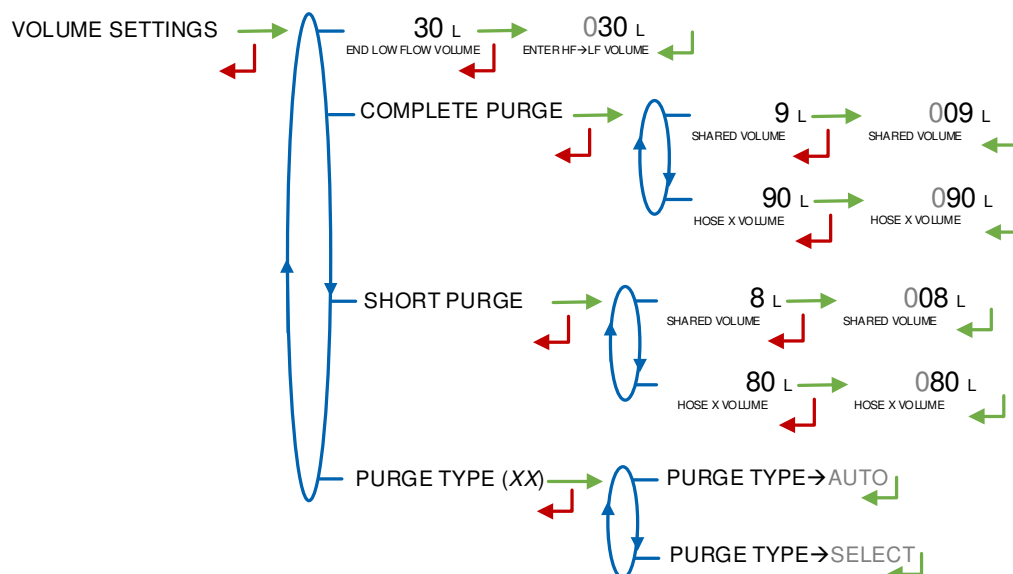 VOLUME SETTINGS
30 L
END LOW FLOW VOLUME
030 L
ENTER HF→LF VOLUME
COMPLETE PURGE
9 L
SHARED VOLUME
009 L
SHARED VOLUME
90 L
HOSE X VOLUME
090 L
HOSE X VOLUME
SHORT PURGE
8 L
SHARED VOLUME
008 L
SHARED VOLUME
80 L
HOSE X VOLUME
080 L
HOSE X VOLUME
PURGE TYPE (XX)
PURGE TYPE→AUTO
PURGE TYPE→SELECT